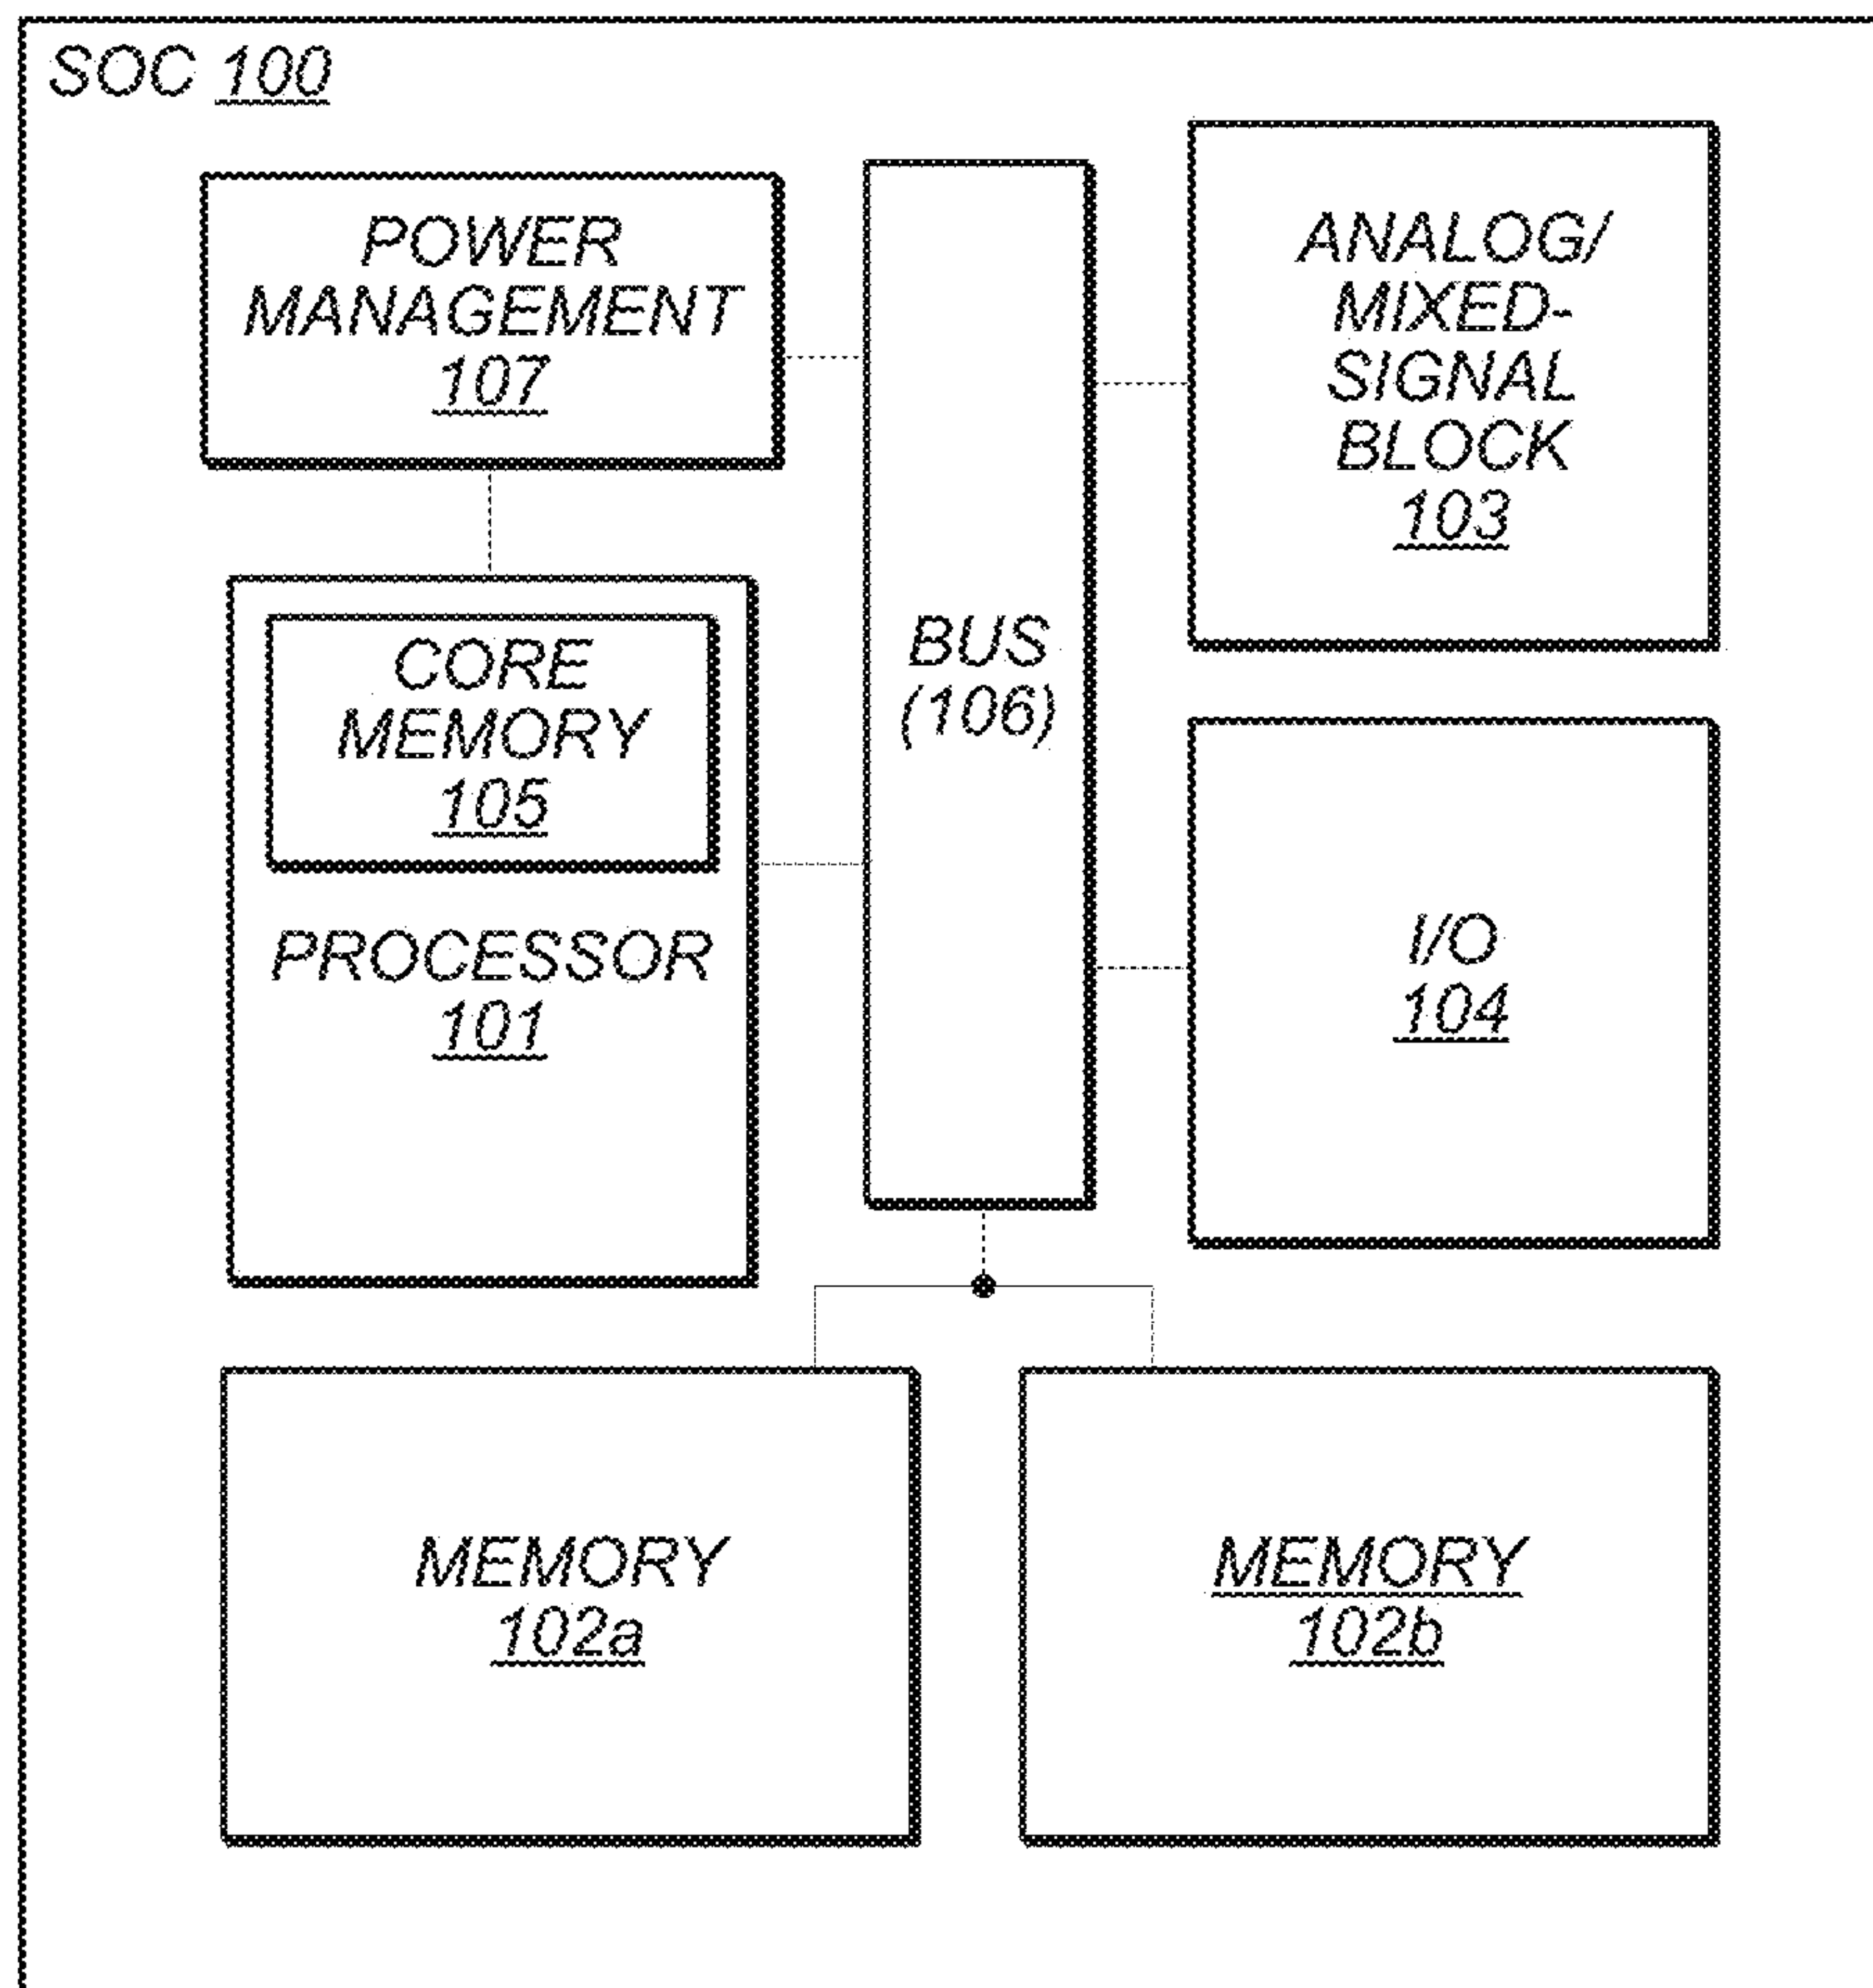 SOC 100
POWER
MANAGEMENT
107
ANALOG/
MIXED-
SIGNAL
BLOCK
103
CORE
MEMORY
105
BUS
(106)
PROCESSOR
101
I/O
104
MEMORY
102a
MEMORY
102b